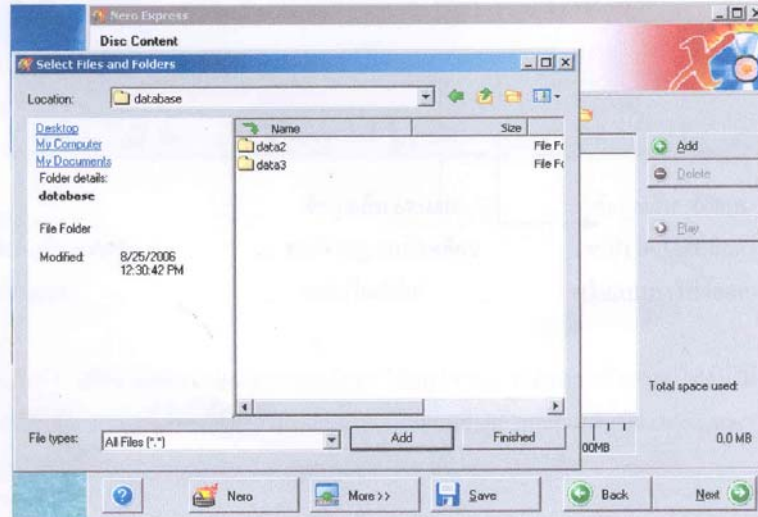 Nero Express
Disc Content
Select Files and Folders
Location:
database
Desktop
My Computer
My Documents
Folder details:
database
File Folder
Modified:
8/25/2006
12:30:42 PM
Name
Size
data2
File Fo
data3
File Fo
Add
Delete
Play
Total space used:
0.0 MB
00MB
File types:
All Files (*.*)
Add
Finished
Nero
More >>
Save
Back
Next